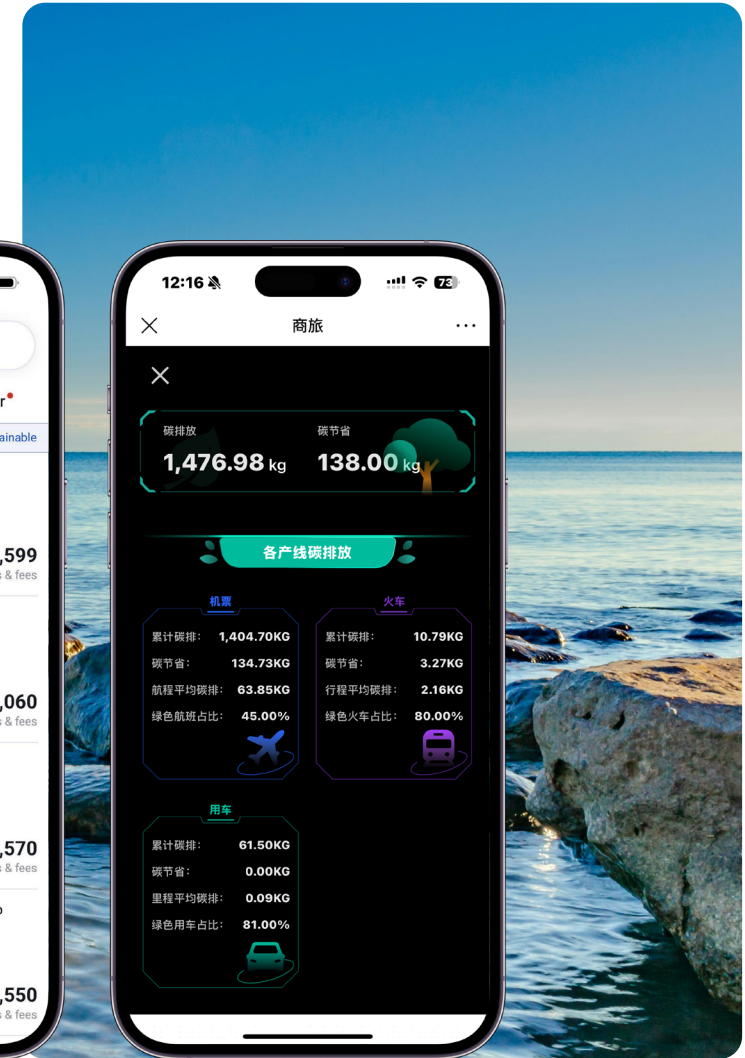 12:16
73
商旅
碳排放
1,476.98 kg
碳节省
138.00 kg
各产线碳排放
机票
累计碳排： 1,404.70KG
碳节省： 134.73KG
航程平均碳排： 63.85KG
绿色航班占比： 45.00%
火车
累计碳排： 10.79KG
碳节省： 3.27KG
行程平均碳排： 2.16KG
绿色火车占比： 80.00%
用车
累计碳排： 61.50KG
碳节省： 0.00KG
里程平均碳排： 0.09KG
绿色用车占比： 81.00%
r
ainable
,599
s & fees
,060
s & fees
,570
s & fees
,550
s & fees